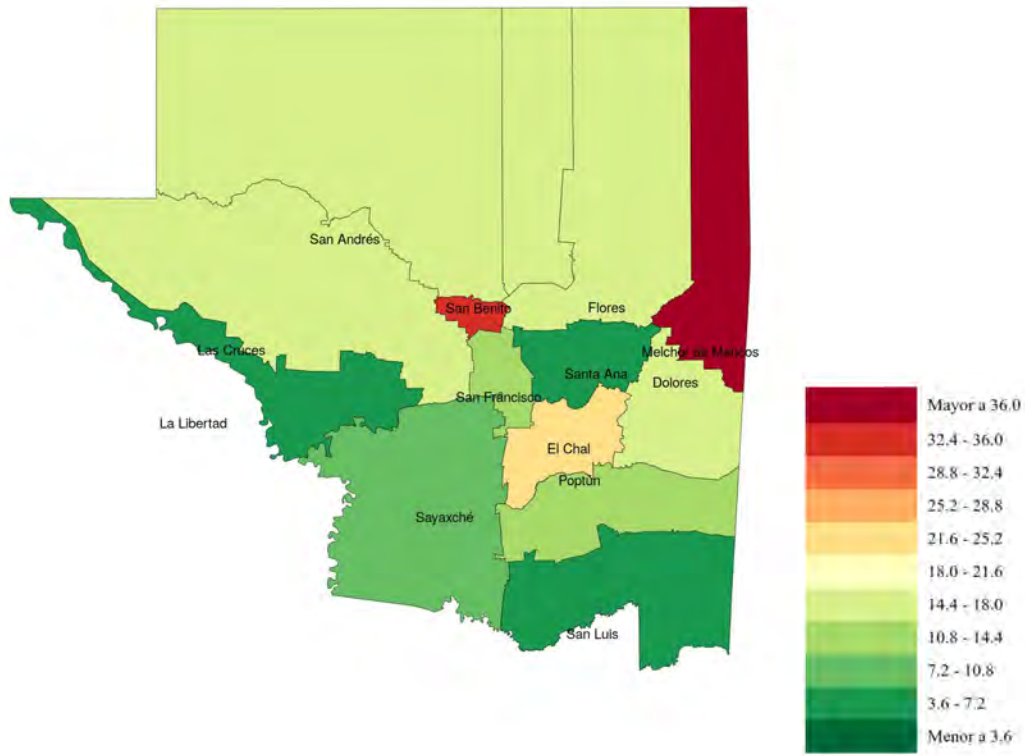 San Andrés
San Benito
Flores
Las Cruces
Melchor de Mencos
Santa Ana
Dolores
San Francisco
La Libertad
El Chal
Poptún
Sayaxché
San Luis
Mayor a 36.0
32.4 - 36.0
28.8 - 32.4
25.2 - 28.8
21.6 - 25.2
18.0 - 21.6
14.4 - 18.0
10.8 - 14.4
7.2 - 10.8
3.6 - 7.2
Menor a 3.6